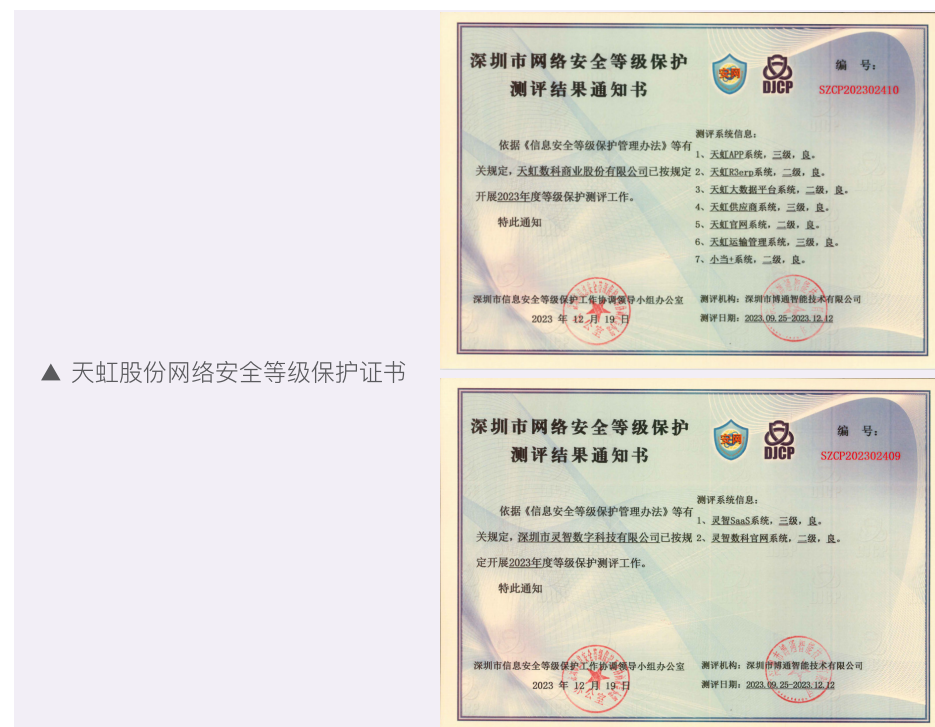 ▲ 天虹股份网络安全等级保护证书
深圳市网络安全等级保护
测评结果通知书
安网
DJCP
编 号:
SZCP202302410
依据《信息安全等级保护管理办法》等有
关规定，天虹数科商业股份有限公司已按规定
开展2023年度等级保护测评工作。
特此通知
测评系统信息:
1、天虹APP系统，三级，良。
2、天虹R3erp系统，二级，良。
3、天虹大数据平台系统，二级，良。
4、天虹供应商系统，三级，良。
5、天虹官网系统，二级，良。
6、天虹运输管理系统，三级，良。
7、小当+系统，二级，良。
深圳市信息安全等级保护工作协调领导小组办公室
2023 年 12 月 19 日
测评机构: 深圳市博通智能技术有限公司
测评日期: 2023.09.25-2023.12.12
深圳市网络安全等级保护
测评结果通知书
安网
DJCP
编 号:
SZCP202302409
依据《信息安全等级保护管理办法》等有
关规定，深圳市灵智数字科技有限公司已按规
定开展2023年度等级保护测评工作。
特此通知
测评系统信息:
1、灵智SaaS系统，三级，良。
2、灵智数科官网系统，二级，良。
深圳市信息安全等级保护工作协调领导小组办公室
2023 年 12 月 19 日
测评机构: 深圳市博通智能技术有限公司
测评日期: 2023.09.25-2023.12.12